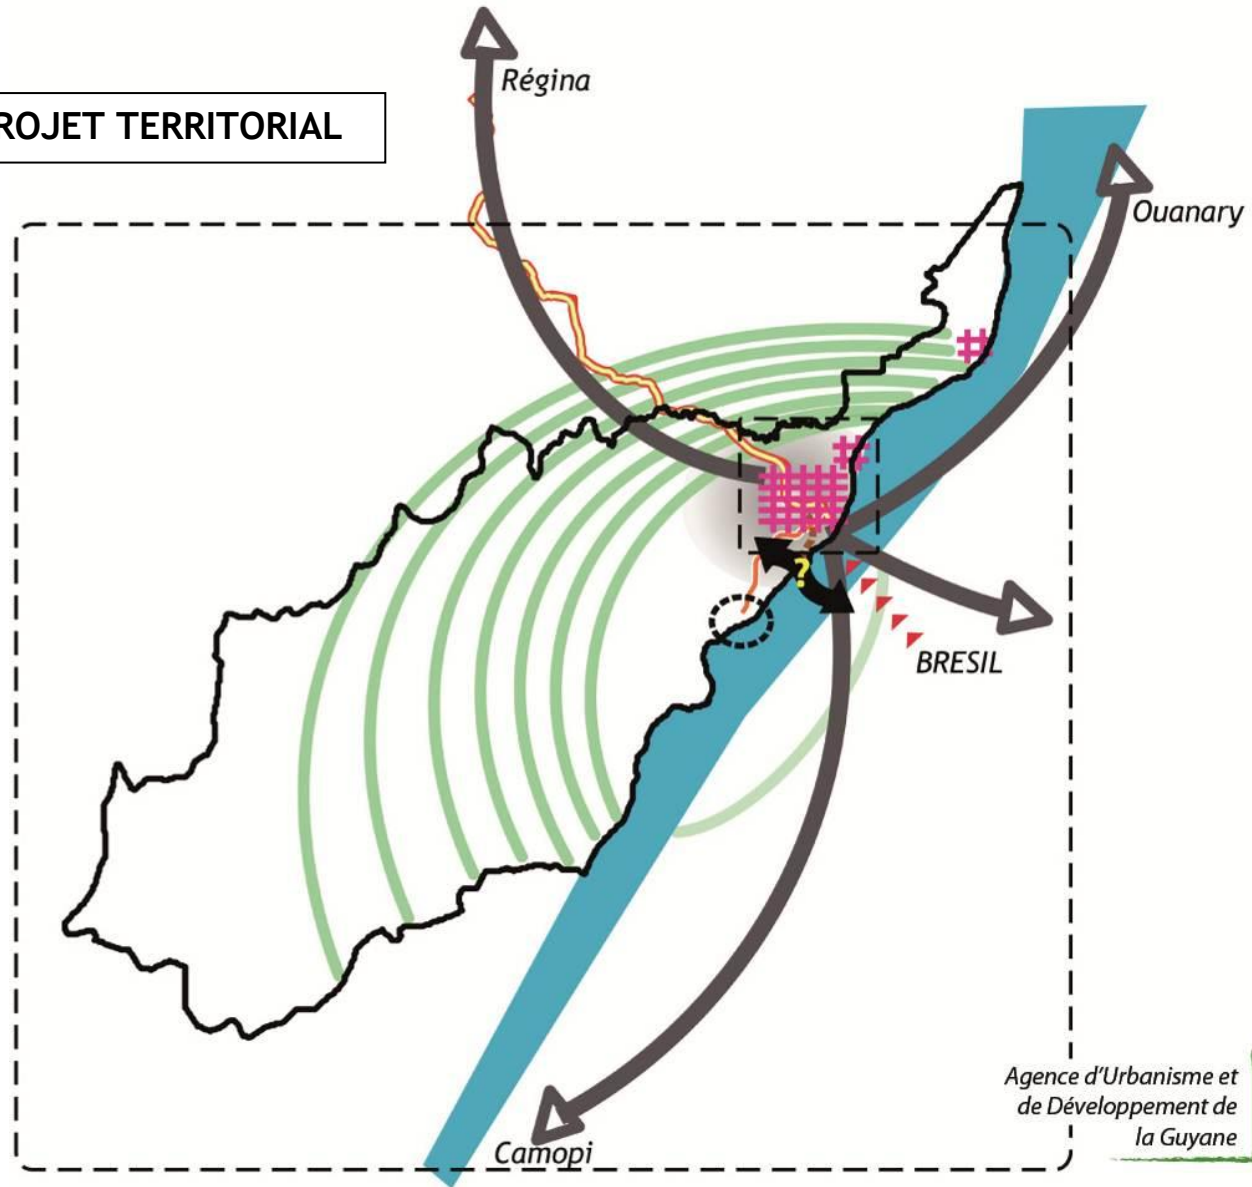 Régina
ROJET TERRITORIAL
Ouanary
?
BRESIL
Agence d'Urbanisme et
de Développement de
la Guyane
Camopi